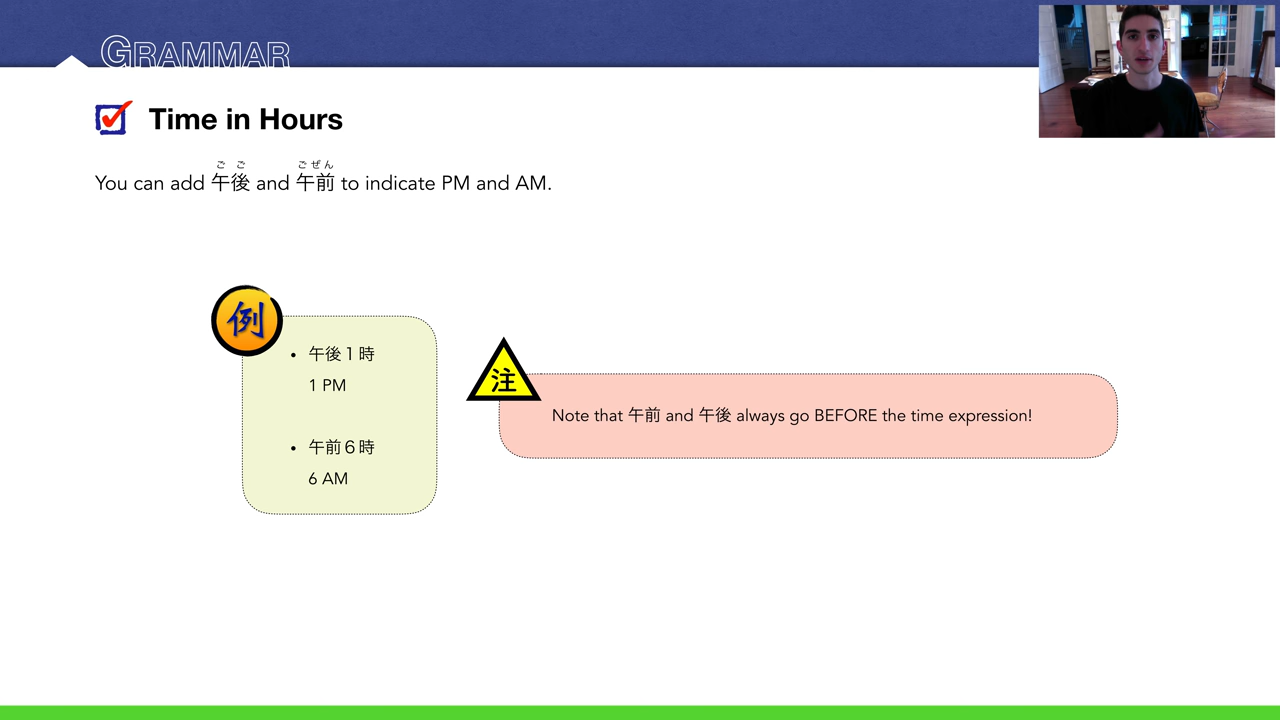 GRAMMAR
Time in Hours
ごご ごぜん
You can add 午後 and 午前 to indicate PM and AM.
例
• 午後１時
1 PM
• 午前６時
6 AM
注
Note that 午前 and 午後 always go BEFORE the time expression!